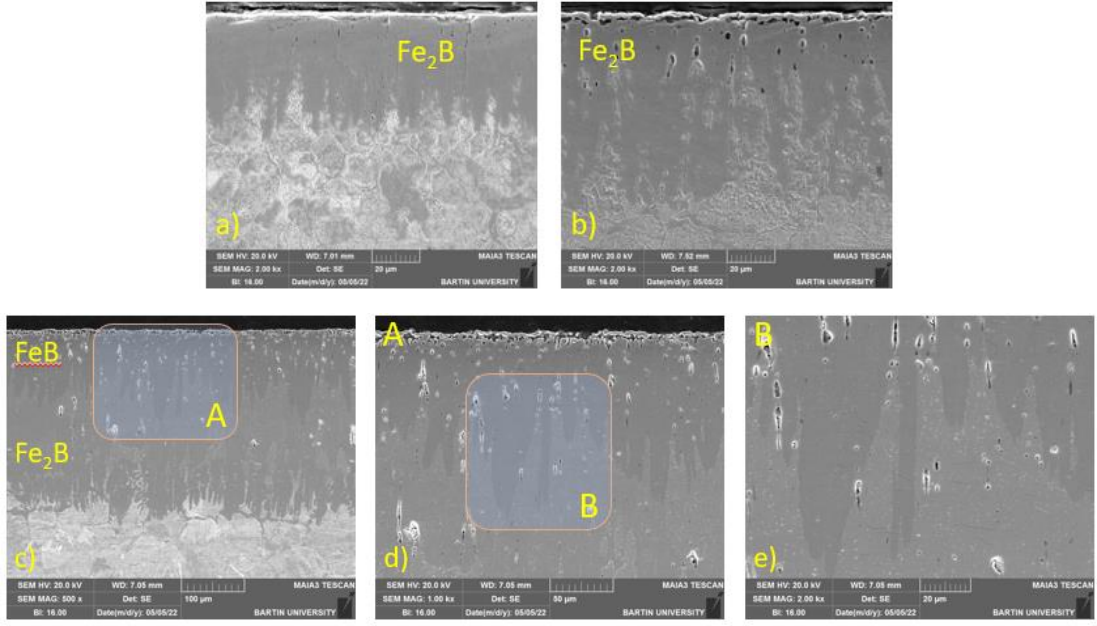 Fe₂B
a)
SEM HV: 20.0 kV WD: 7.01 mm MAIA3 TESCAN
SEM MAG: 2.00 kx Det: SE 20 µm
BI: 16.00 Date(m/d/y): 05/05/22 BARTIN UNIVERSITY
Fe₂B
b)
SEM HV: 20.0 kV WD: 7.52 mm MAIA3 TESCAN
SEM MAG: 2.00 kx Det: SE 20 µm
BI: 16.00 Date(m/d/y): 05/05/22 BARTIN UNIVERSITY
FeB
A
Fe₂B
c)
SEM HV: 20.0 kV WD: 7.05 mm MAIA3 TESCAN
SEM MAG: 500 x Det: SE 100 µm
BI: 16.00 Date(m/d/y): 05/05/22 BARTIN UNIVERSITY
A
B
d)
SEM HV: 20.0 kV WD: 7.05 mm MAIA3 TESCAN
SEM MAG: 1.00 kx Det: SE 50 µm
BI: 16.00 Date(m/d/y): 05/05/22 BARTIN UNIVERSITY
B
e)
SEM HV: 20.0 kV WD: 7.05 mm MAIA3 TESCAN
SEM MAG: 2.00 kx Det: SE 20 µm
BI: 16.00 Date(m/d/y): 05/05/22 BARTIN UNIVERSITY